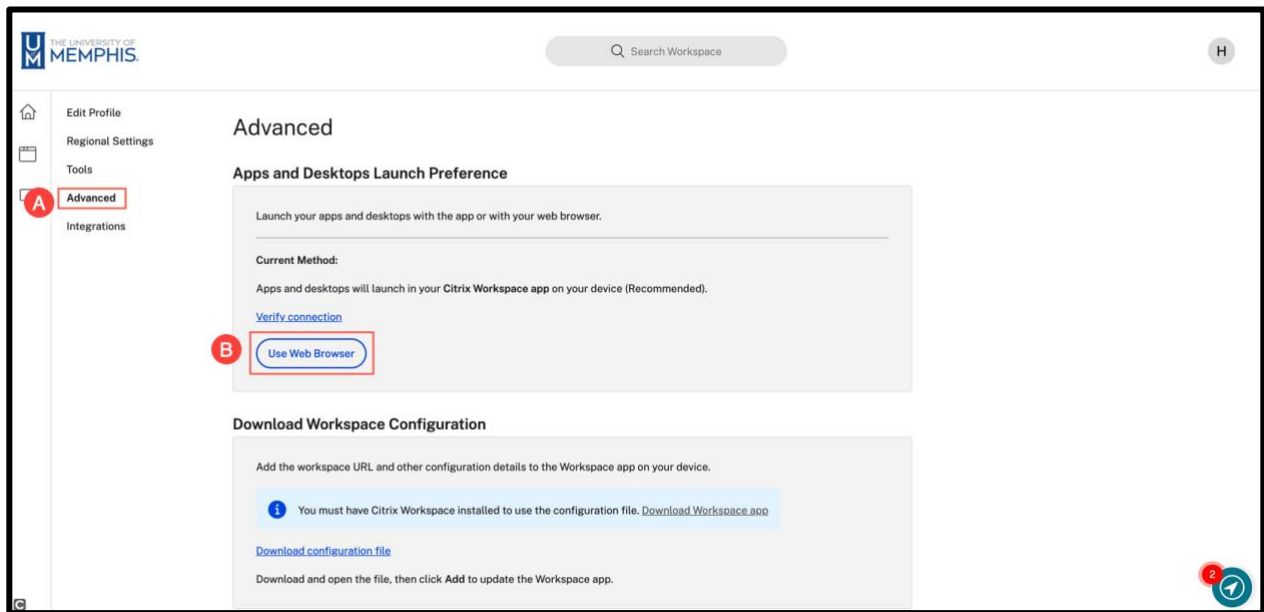 THE UNIVERSITY OF
UM MEMPHIS.
Search Workspace
H
Edit Profile
Regional Settings
Tools
A Advanced
Integrations
Advanced
Apps and Desktops Launch Preference
Launch your apps and desktops with the app or with your web browser.
Current Method:
Apps and desktops will launch in your Citrix Workspace app on your device (Recommended).
Verify connection
B Use Web Browser
Download Workspace Configuration
Add the workspace URL and other configuration details to the Workspace app on your device.
i You must have Citrix Workspace installed to use the configuration file. Download Workspace app
Download configuration file
Download and open the file, then click Add to update the Workspace app.
2
C